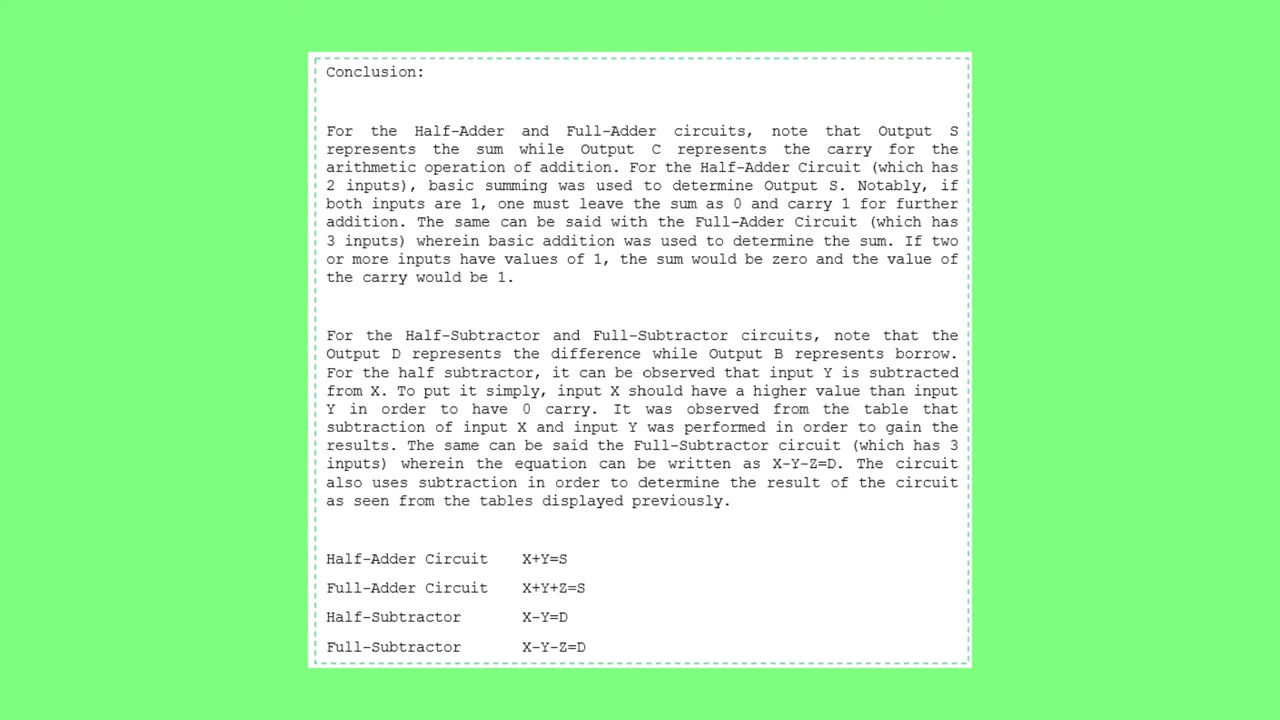 Conclusion:
For the Half-Adder and Full-Adder circuits, note that Output S
represents the sum while Output C represents the carry for the
arithmetic operation of addition. For the Half-Adder Circuit (which has
2 inputs), basic summing was used to determine Output S. Notably, if
both inputs are 1, one must leave the sum as 0 and carry 1 for further
addition. The same can be said with the Full-Adder Circuit (which has
3 inputs) wherein basic addition was used to determine the sum. If two
or more inputs have values of 1, the sum would be zero and the value of
the carry would be 1.
For the Half-Subtractor and Full-Subtractor circuits, note that the
Output D represents the difference while Output B represents borrow.
For the half subtractor, it can be observed that input Y is subtracted
from X. To put it simply, input X should have a higher value than input
Y in order to have 0 carry. It was observed from the table that
subtraction of input X and input Y was performed in order to gain the
results. The same can be said the Full-Subtractor circuit (which has 3
inputs) wherein the equation can be written as X-Y-Z=D. The circuit
also uses subtraction in order to determine the result of the circuit
as seen from the tables displayed previously.
Half-Adder Circuit X+Y=S
Full-Adder Circuit X+Y+Z=S
Half-Subtractor X-Y=D
Full-Subtractor X-Y-Z=D